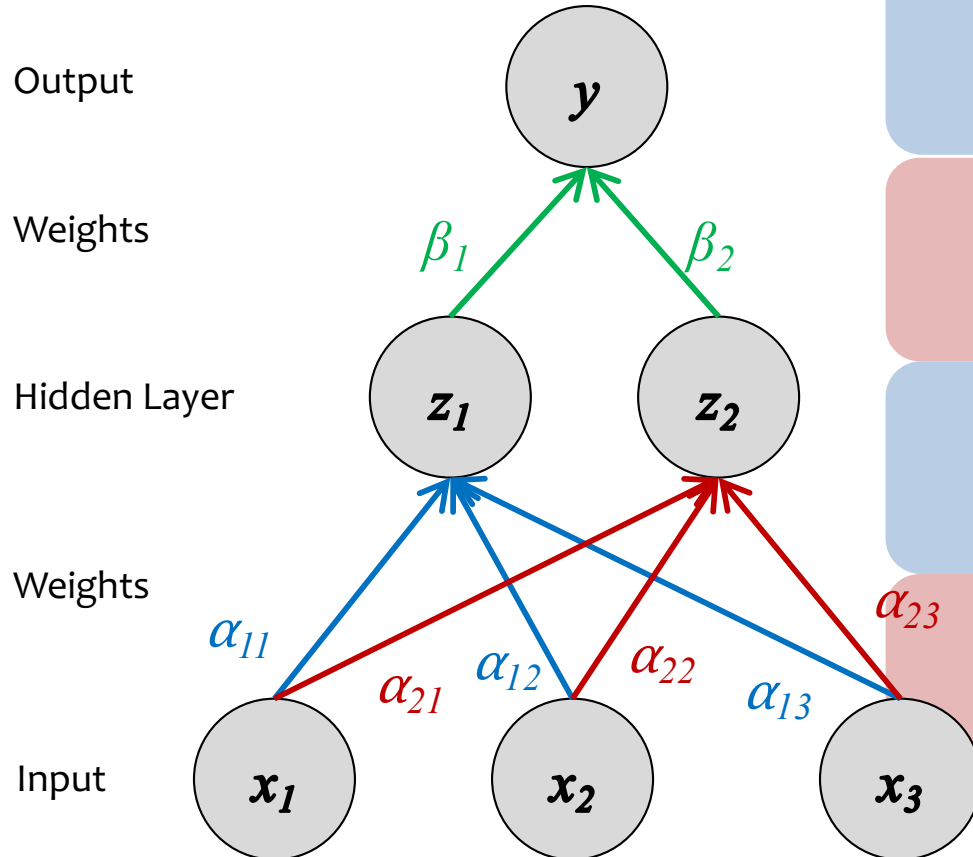 Output
y
Weights
β1 β2
Hidden Layer
z1 z2
Weights
α11 α21 α12 α22 α13 α23
Input
x1 x2 x3